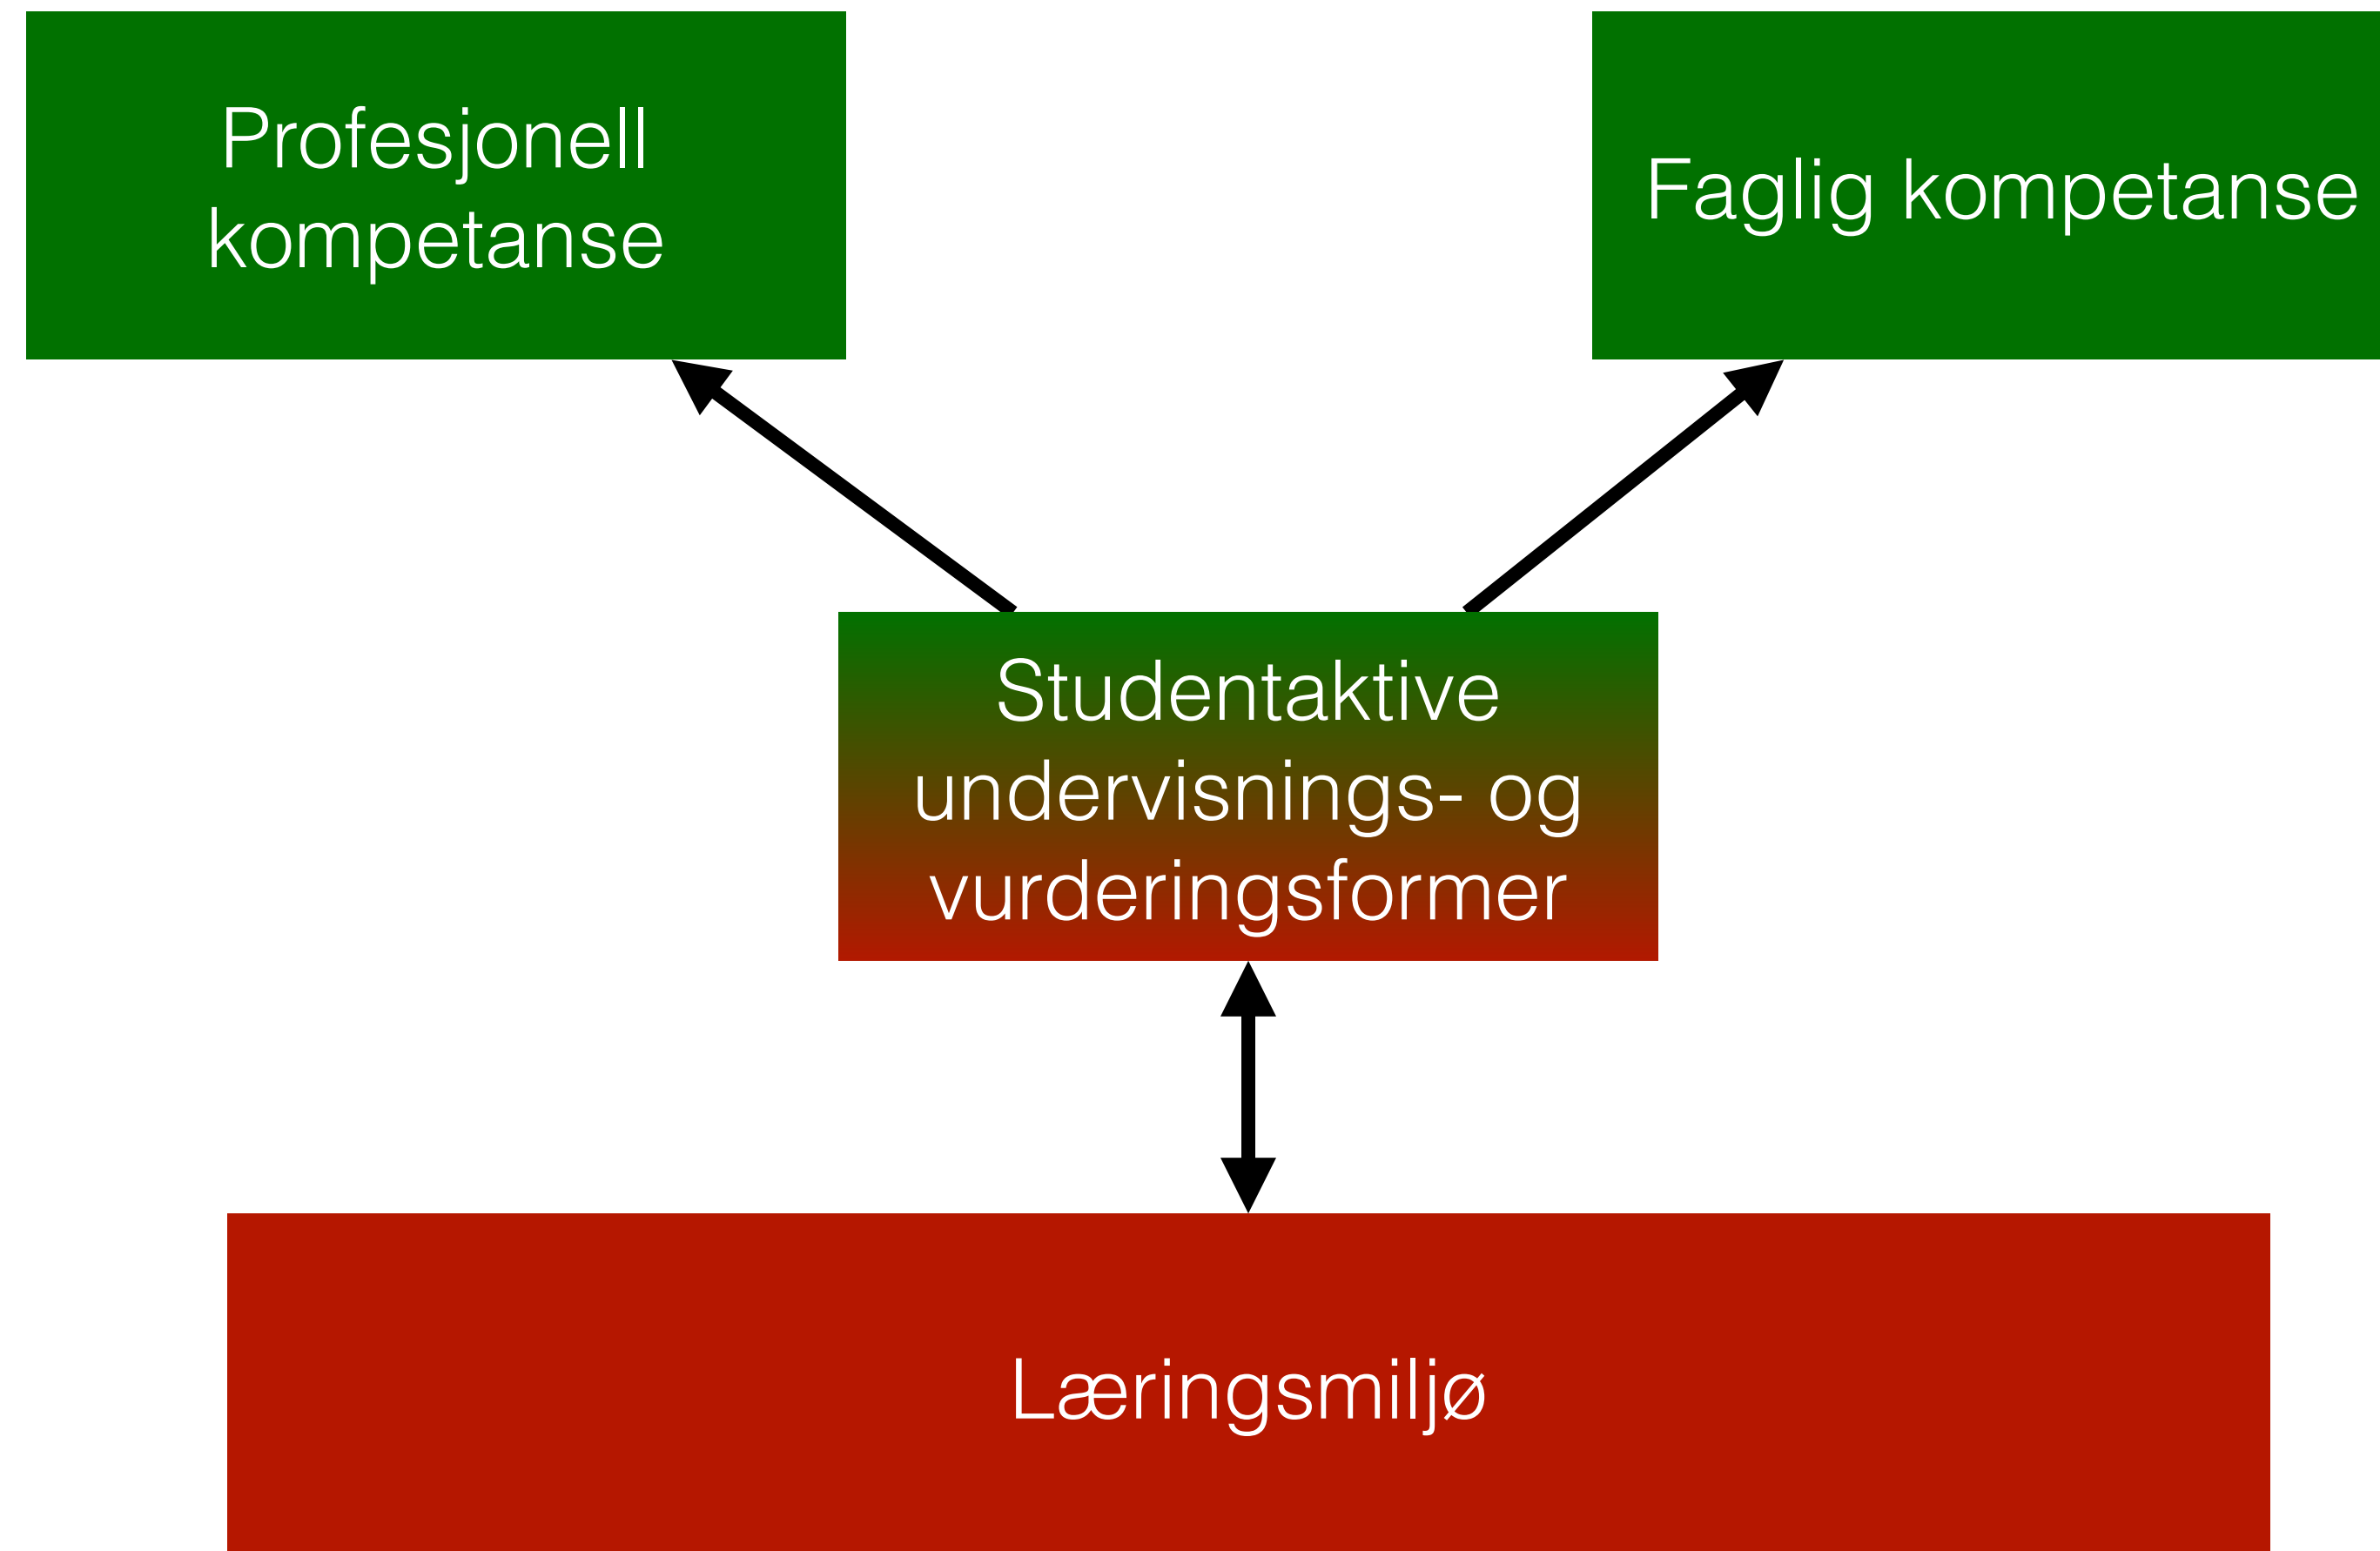 Profesjonell
kompetanse
Faglig kompetanse
Studentaktive
undervisnings- og
vurderingsformer
Læringsmiljø